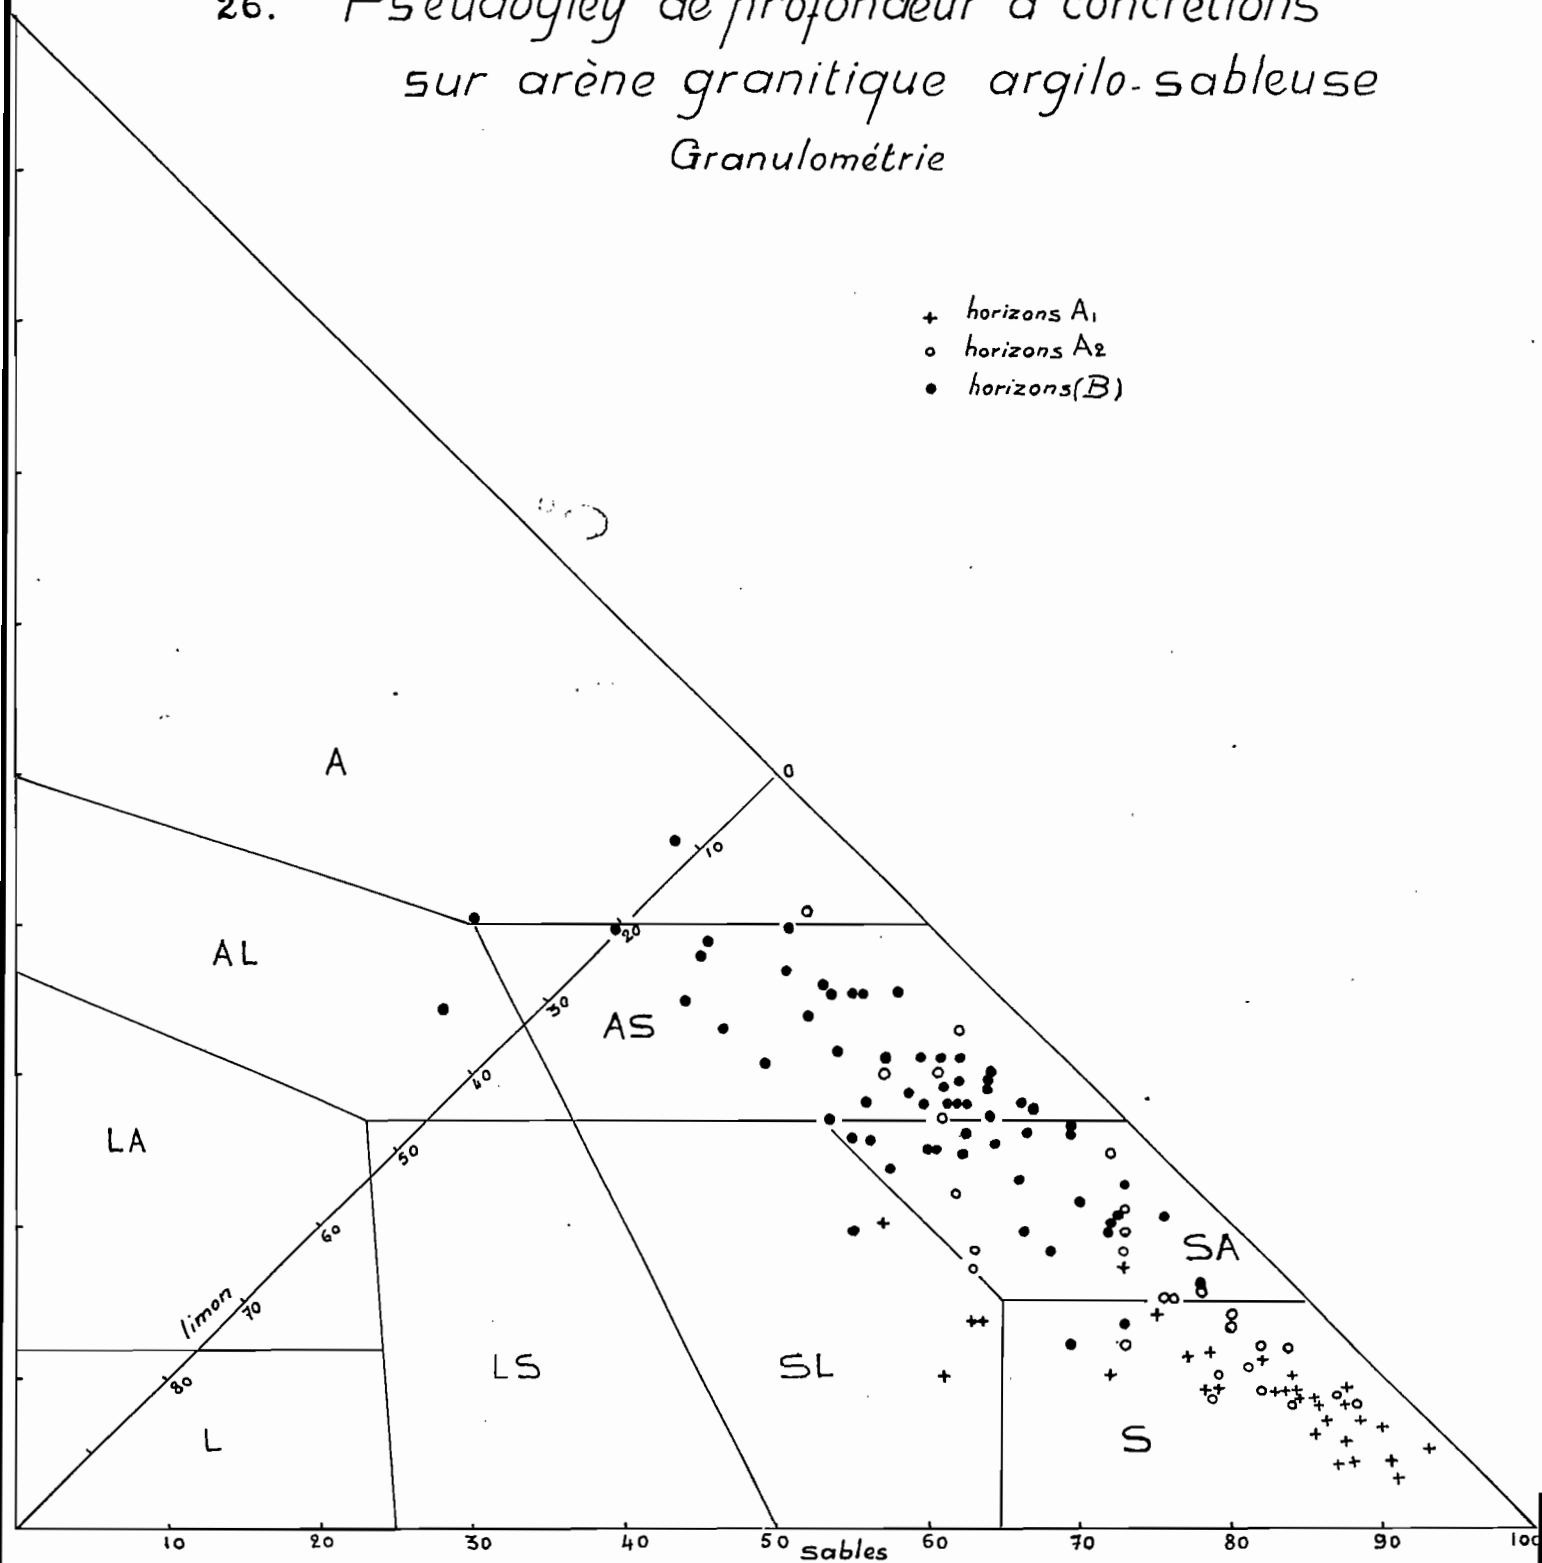 26. Pseudogley de profondeur à concrétions
sur arène granitique argilo-sableuse
Granulométrie
+ horizons A1
o horizons A2
● horizons (B)
A
0
10
20
AL
30
AS
40
LA
50
60
SA
limon
70
80
LS
SL
L
S
10 20 30 40 50 60 70 80 90 100
Sables